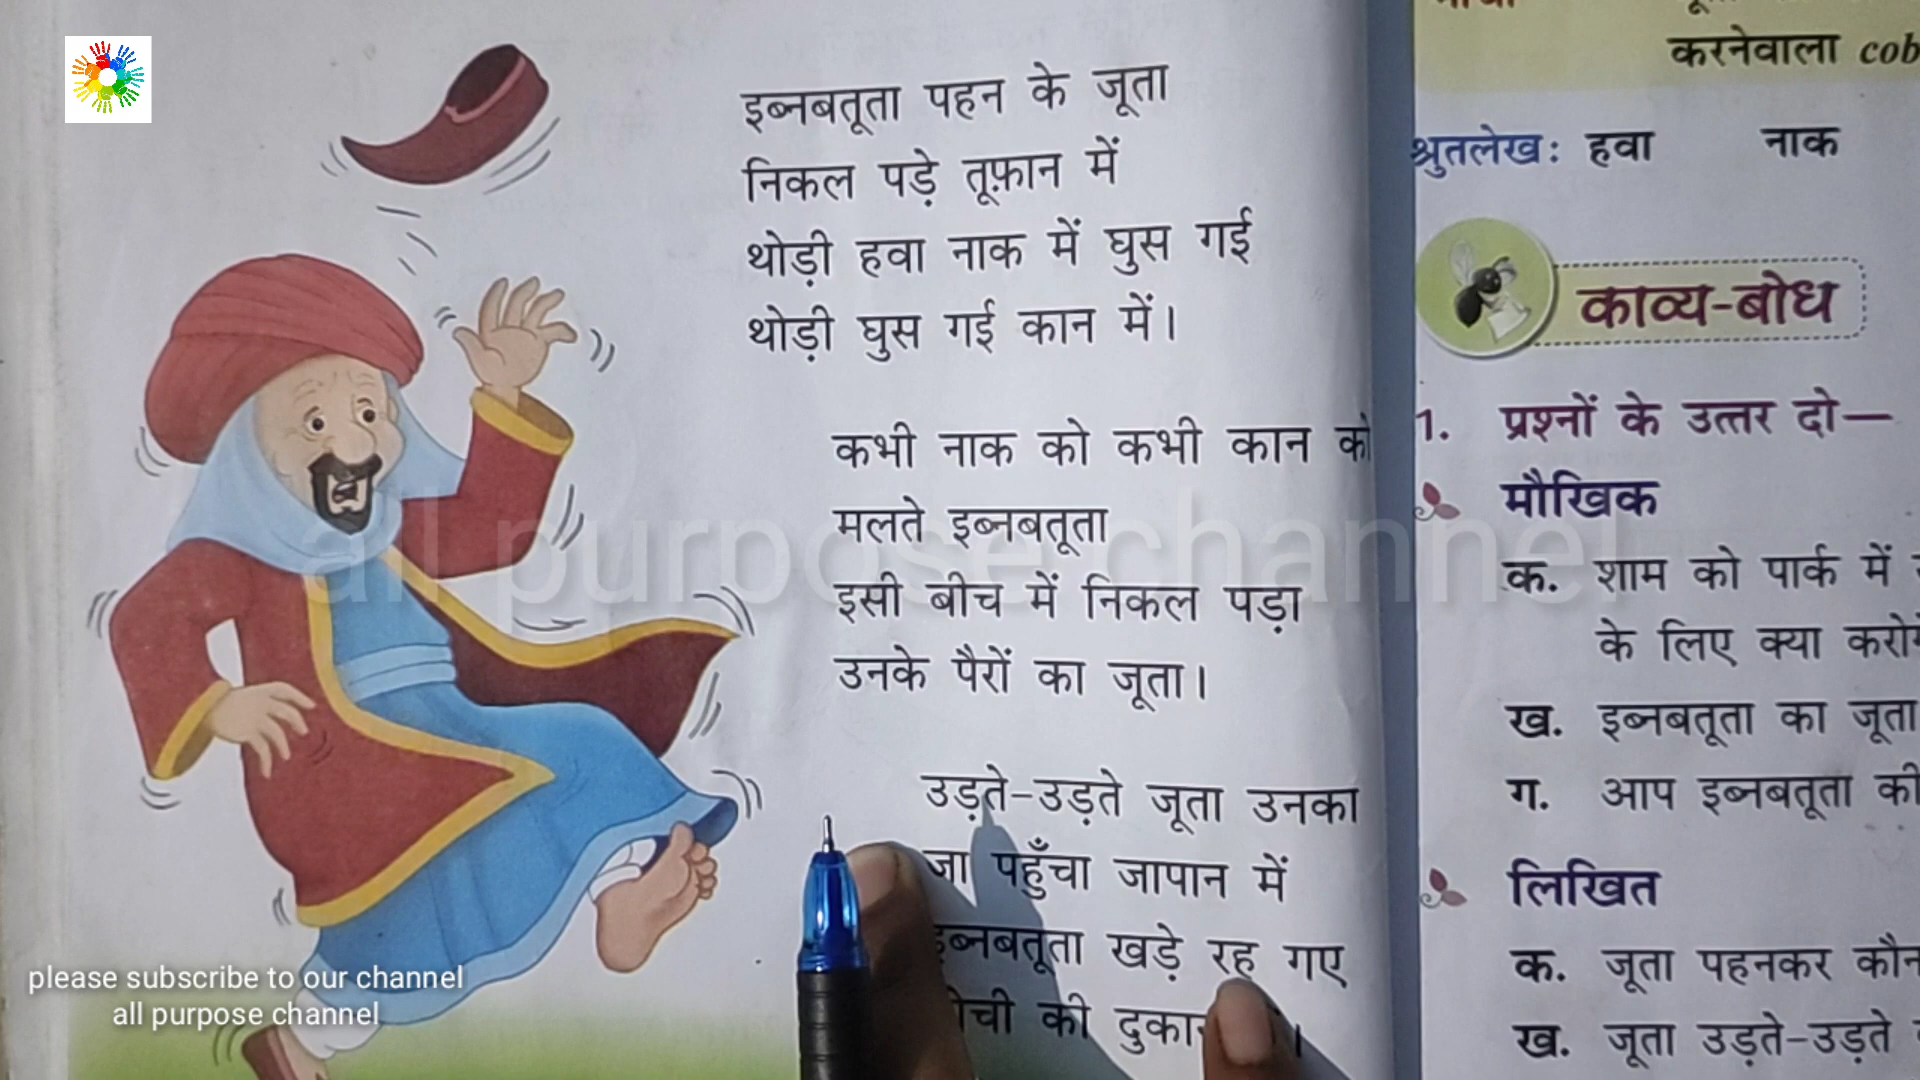 इब्नबतूता पहन के जूता
निकल पड़े तूफ़ान में
थोड़ी हवा नाक में घुस गई
थोड़ी घुस गई कान में।
कभी नाक को कभी कान को
मलते इब्नबतूता
इसी बीच में निकल पड़ा
उनके पैरों का जूता।
उड़ते-उड़ते जूता उनका
जा पहुँचा जापान में
इब्नबतूता खड़े रह गए
की
करनेवाला cob
श्रुतलेख: हवा नाक
काव्य-बोध
1. प्रश्नों के उत्तर दो—
मौखिक
क. शाम को पार्क में
के लिए क्या
ख. इब्नबतूता का जूता
ग. आप इब्नबतूता की
लिखित
क. जूता पहनकर
ख. जूता उड़ते-उड़ते
all purpose channel
please subscribe to our channel
all purpose channel